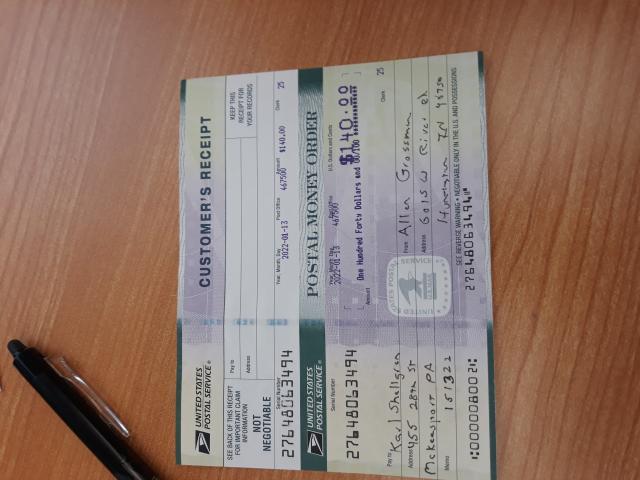 UNITED STATES
POSTAL SERVICE®
CUSTOMER'S RECEIPT
SEE BACK OF THIS RECEIPT
FOR IMPORTANT CLAIM
INFORMATION
NOT
NEGOTIABLE
Pay to
Address
KEEP THIS
RECEIPT FOR
YOUR RECORDS
Serial Number
Year, Month, Day
Post Office
Amount
Clerk
27648063494
2022-01-13
467500
$140.00
25
UNITED STATES
POSTAL SERVICE®
POSTAL MONEY ORDER
Serial Number
Year, Month, Day
Post Office
U.S. Dollars and Cents
27648063494
2022-01-13
467500
$140.00
Amount
One Hundred Forty Dollars and 00/100
Clerk
25
Pay to
Karl Shellgren
From
Allen Grossman
Address
455 28th St
Address
6015 W River
McKeesport PA
IN 46750
Memo
151322
SEE REVERSE WARNING • NEGOTIABLE ONLY IN THE U.S. AND POSSESSIONS
27648063494